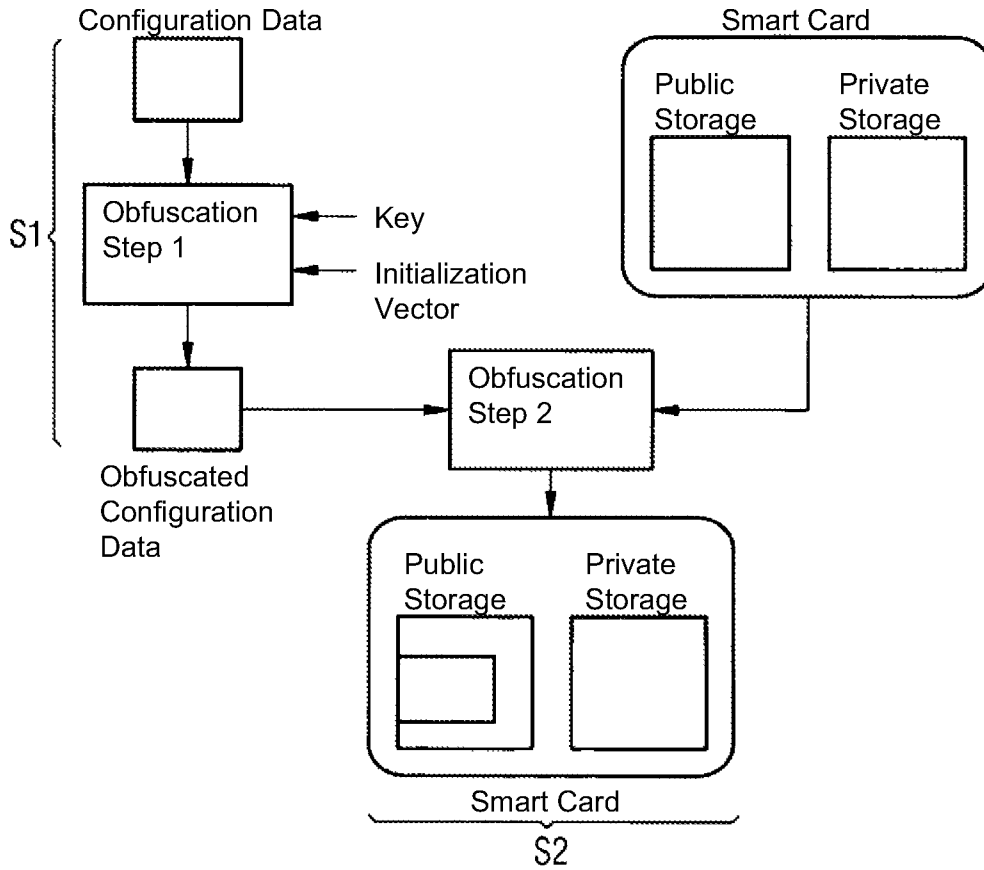 Configuration Data
Smart Card
Public
Storage
Private
Storage
S1
Obfuscation
Step 1
Key
Initialization
Vector
Obfuscation
Step 2
Obfuscated
Configuration
Data
Public
Storage
Private
Storage
Smart Card
S2